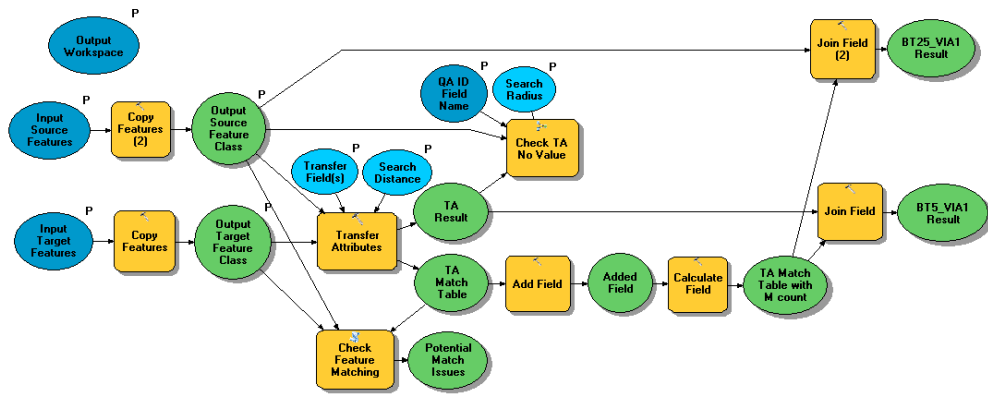 P
Output
Workspace
P
Input
Source
Features
Copy
Features
(2)
P
Output
Source
Feature
Class
P
QA ID
Field
Name
P
Search
Radius
Check TA
No Value
Join Field
(2)
P
BT25_VIA1
Result
P
Transfer
Field(s)
P
Search
Distance
P
Input
Target
Features
Copy
Features
P
Output
Target
Feature
Class
Transfer
Attributes
TA
Result
Join Field
BT5_VIA1
Result
TA
Match
Table
Add Field
Added
Field
Calculate
Field
TA Match
Table with
M count
Check
Feature
Matching
Potential
Match
Issues